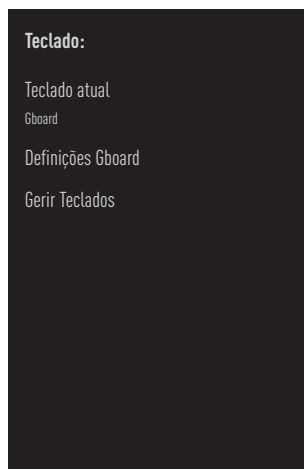 Teclado:
Teclado atual
Gboard
Definições Gboard
Gerir Teclados